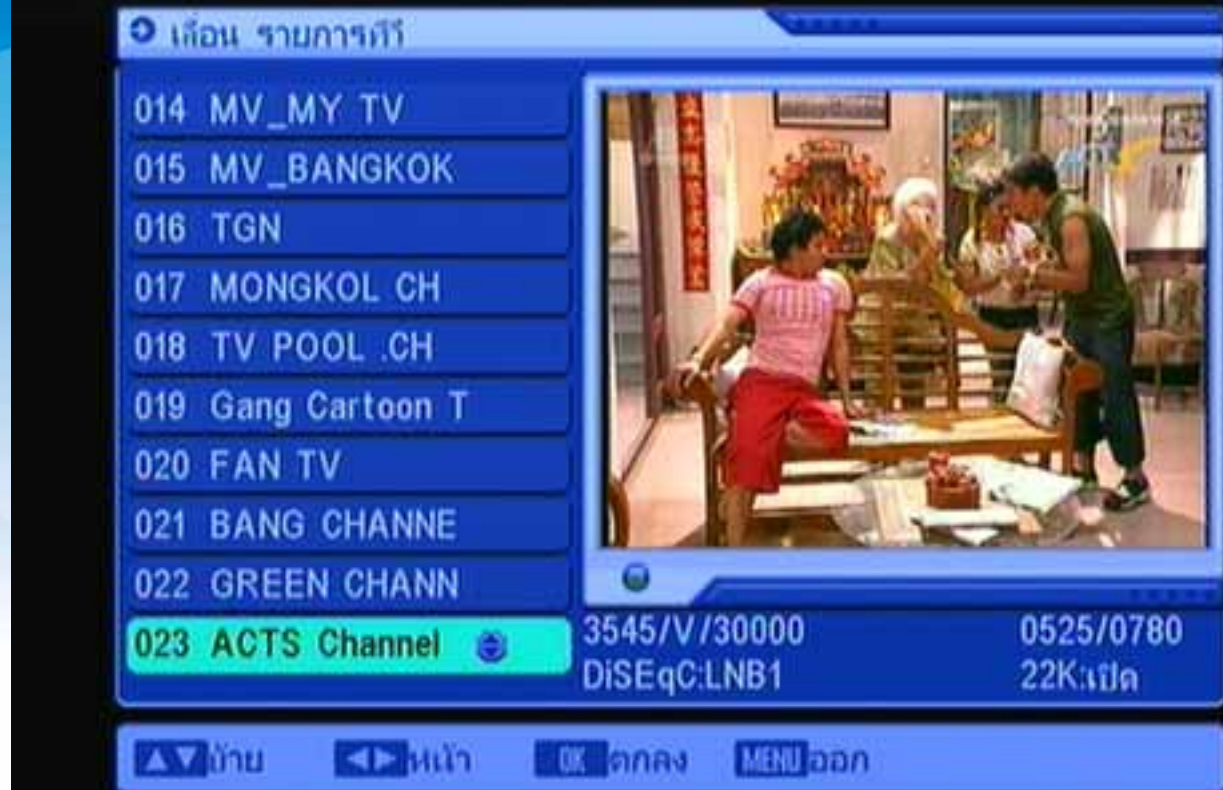 เลื่อน รายการทีวี
014 MV_MY TV
015 MV_BANGKOK
016 TGN
017 MONGKOL CH
018 TV POOL .CH
019 Gang Cartoon T
020 FAN TV
021 BANG CHANNE
022 GREEN CHANN
023 ACTS Channel
3545/V/30000 0525/0780
DiSEqC:LNB1 22K:เปิด
ย้าย หน้า OK ตกลง MENU ออก